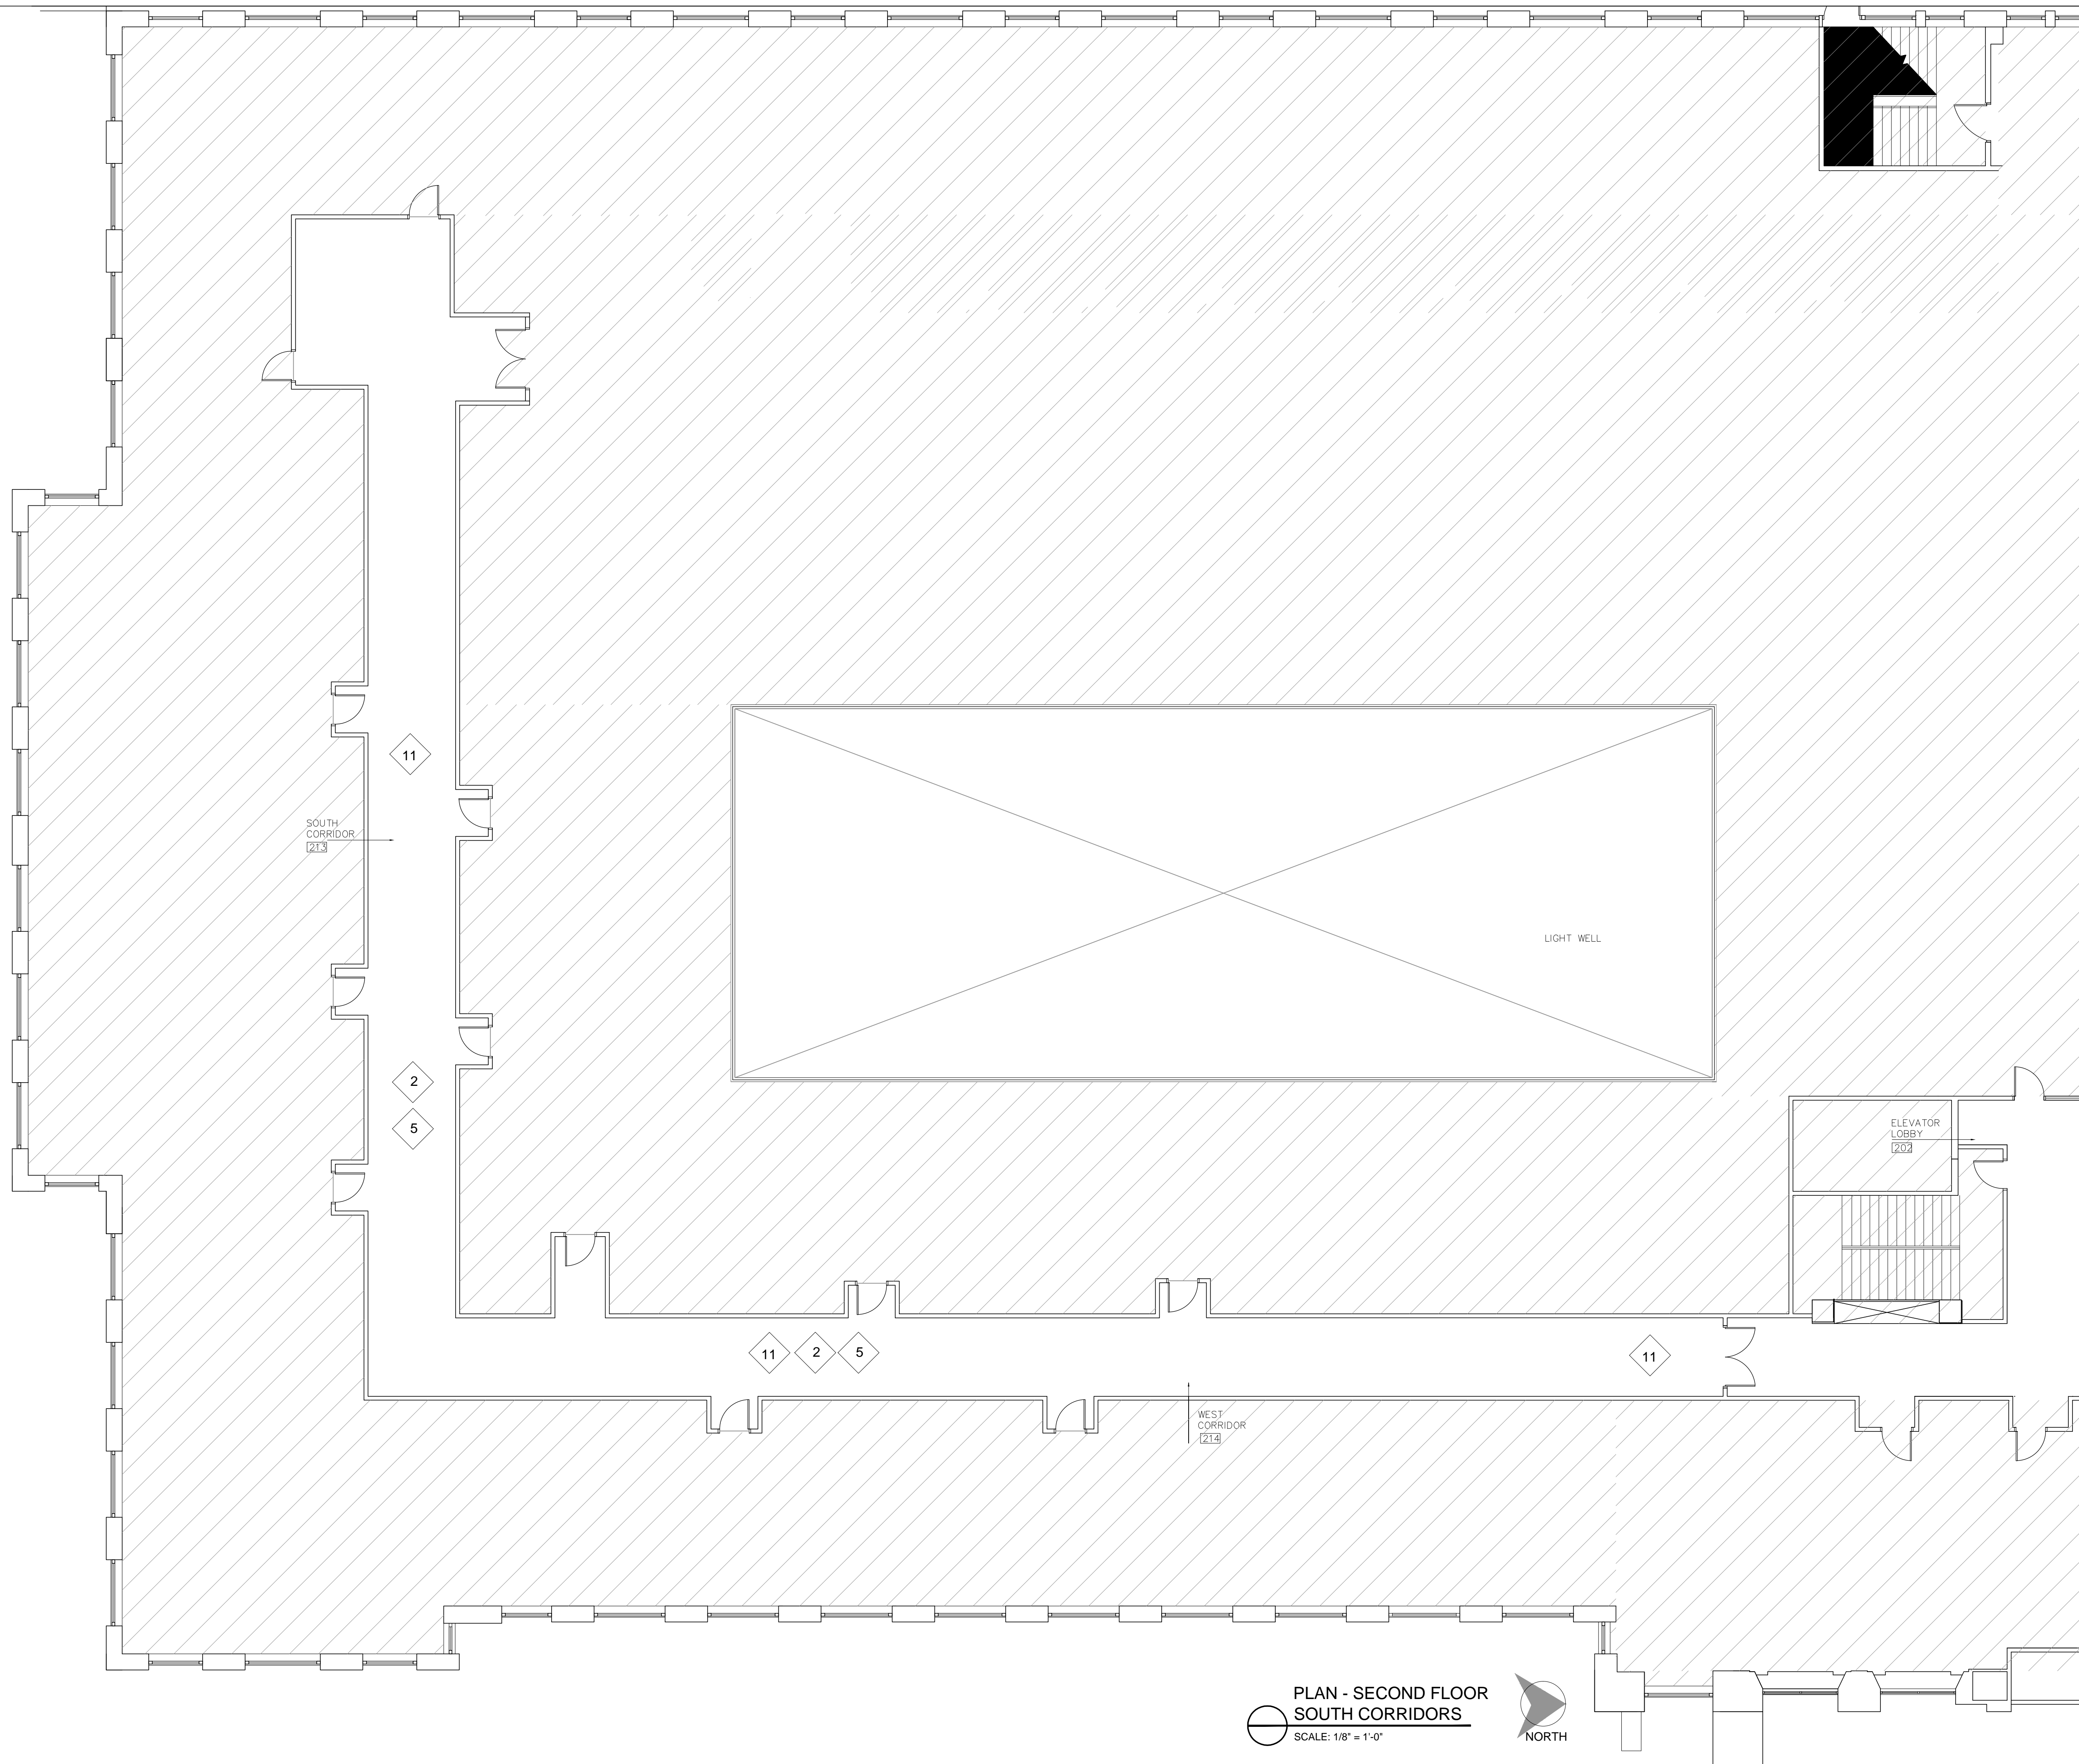 11
SOUTH
CORRIDOR
213
LIGHT WELL
2
5
ELEVATOR
LOBBY
202
11
2
5
11
WEST
CORRIDOR
214
PLAN - SECOND FLOOR
SOUTH CORRIDORS
SCALE: 1/8" = 1'-0"
NORTH